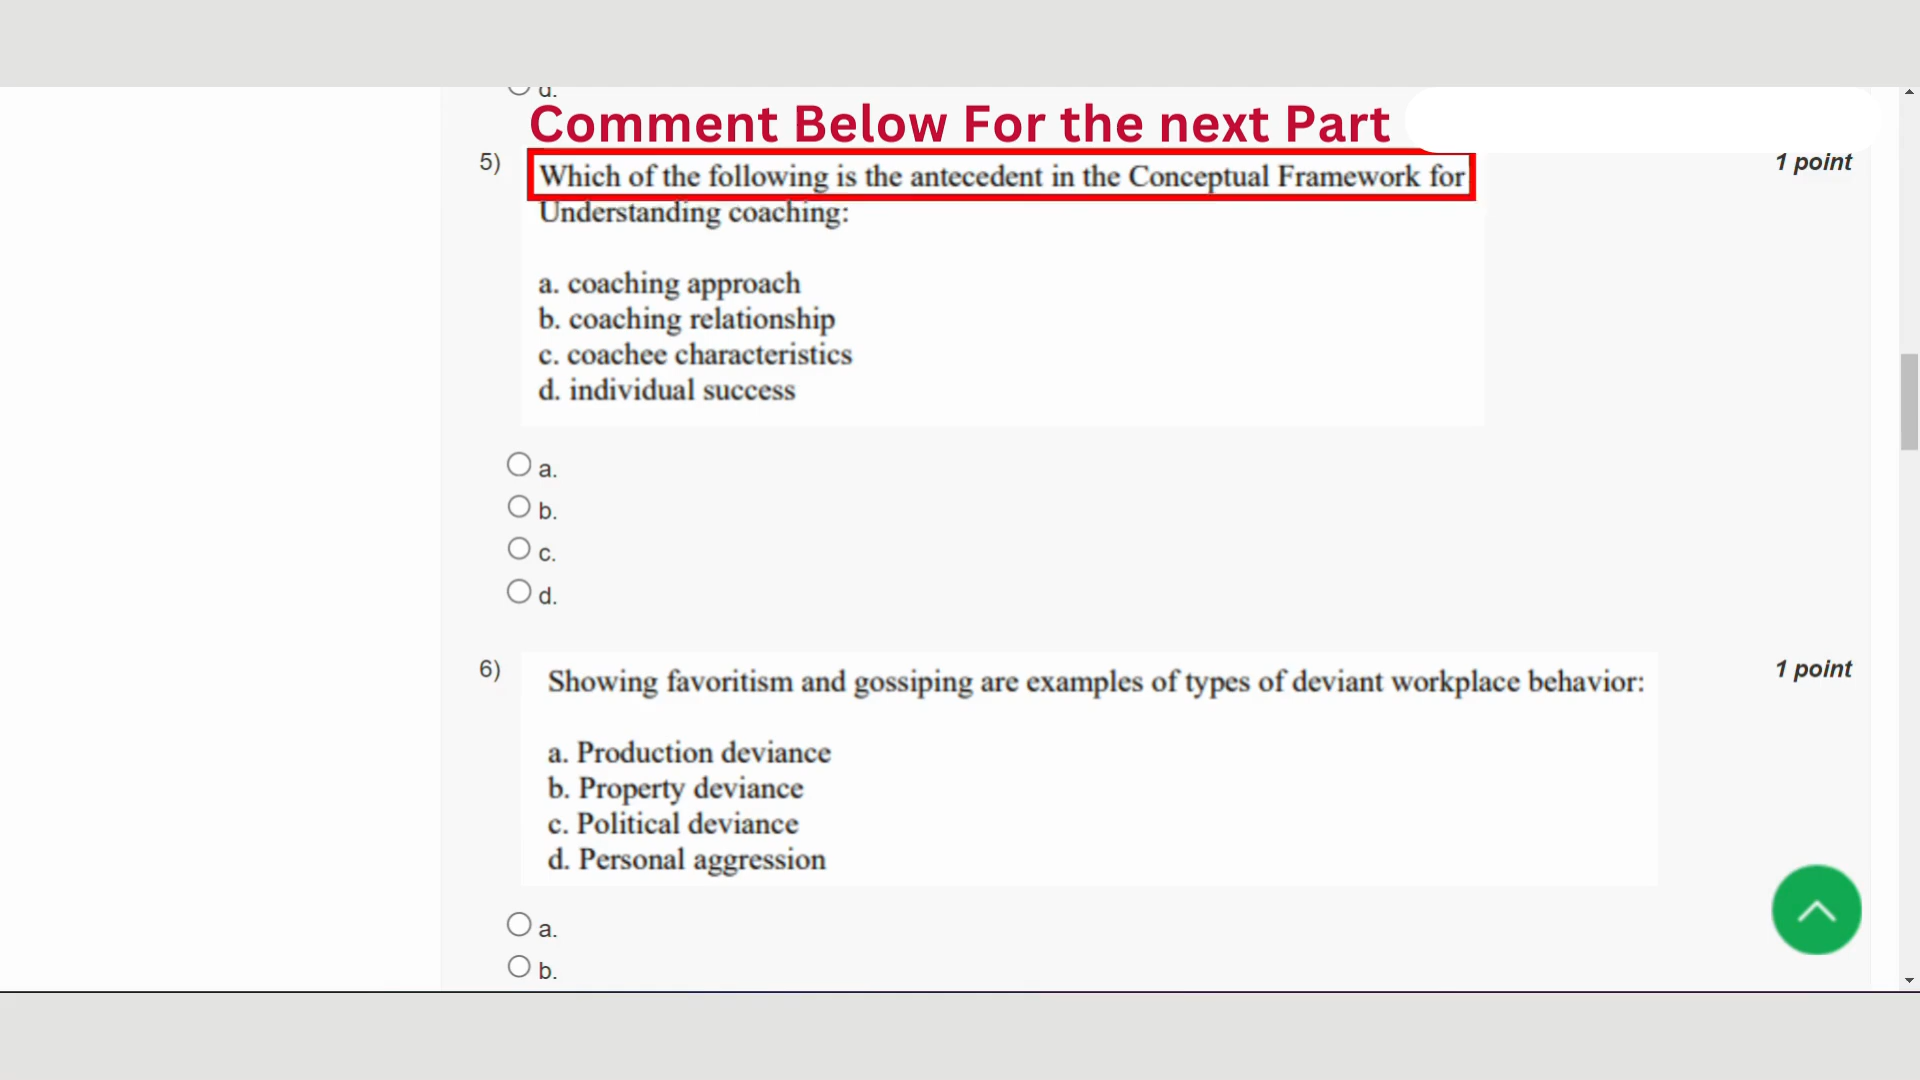 d.
Comment Below For the next Part
5)
1 point
Which of the following is the antecedent in the Conceptual Framework for
Understanding coaching:
a. coaching approach
b. coaching relationship
c. coachee characteristics
d. individual success
a.
b.
c.
d.
6)
1 point
Showing favoritism and gossiping are examples of types of deviant workplace behavior:
a. Production deviance
b. Property deviance
c. Political deviance
d. Personal aggression
a.
b.